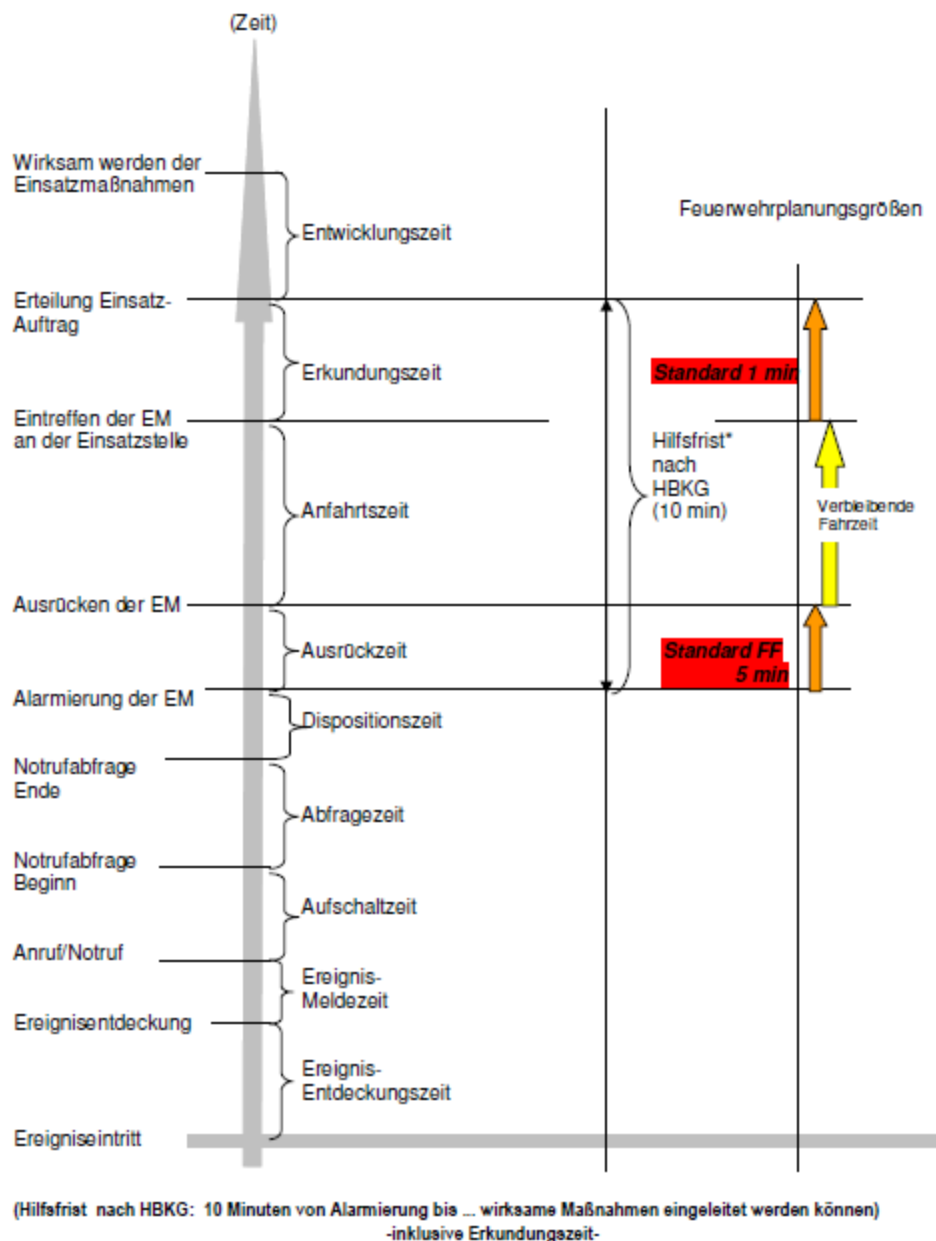 (Zeit)
Wirksam werden der
Einsatzmaßnahmen
Entwicklungszeit
Feuerwehrplanungsgrößen
Erteilung Einsatz-
Auftrag
Erkundungszeit
Standard 1 min
Eintreffen der EM
an der Einsatzstelle
Hilfsfrist*
nach
HBKG
(10 min)
Anfahrtszeit
Verbleibende
Fahrzeit
Ausrücken der EM
Ausrückzeit
Standard FF
5 min
Alarmierung der EM
Dispositionszeit
Notrufabfrage
Ende
Abfragezeit
Notrufabfrage
Beginn
Aufschaltzeit
Anruf/Notruf
Ereignis-
Meldezeit
Ereignisentdeckung
Ereignis-
Entdeckungszeit
Ereigniseintritt
(Hilfsfrist nach HBKG: 10 Minuten von Alarmierung bis ... wirksame Maßnahmen eingeleitet werden können)
-inklusive Erkundungszeit-